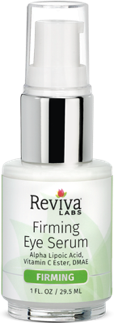 Reviva
LABS
Firming
Eye Serum
Alpha Lipoic Acid,
Vitamin C Ester, DMAE
FIRMING
1 FL. OZ / 29.5 ML